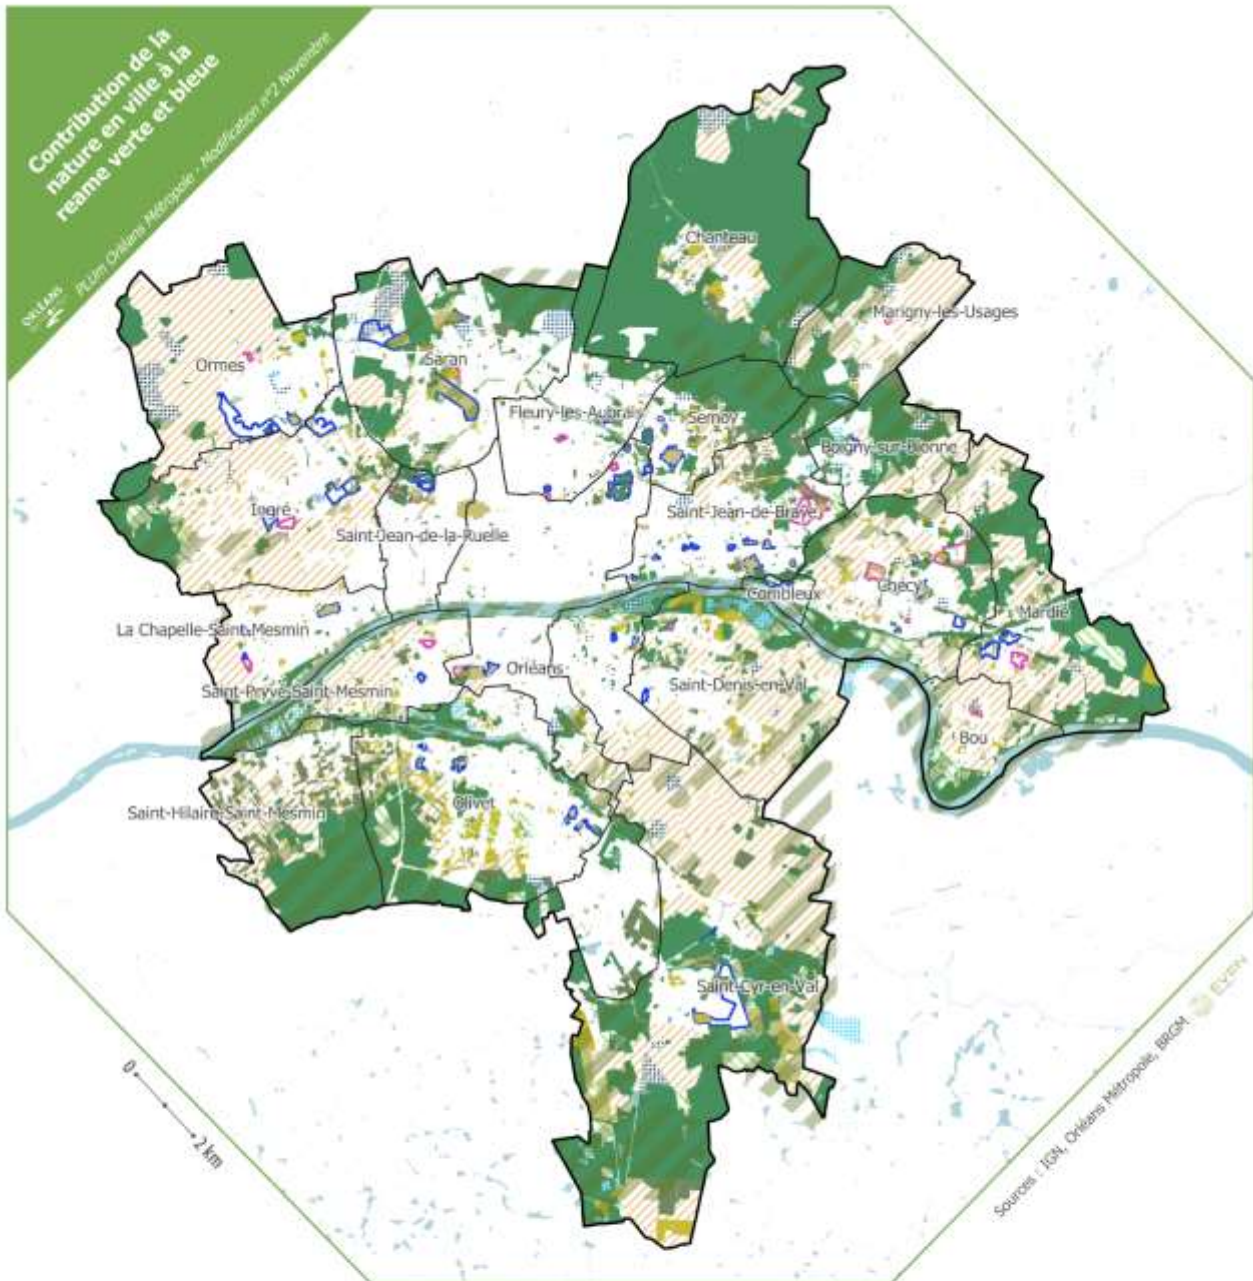 Contribution de la
nature en ville à la
reame verte et bleue
PLUm Orléans Métropole - Modification n°2 Novembre
ORLÉANS
Chanteau
Marigny-les-Usages
Ormes
Saran
Fleury-les-Aubrais
Semoy
Boigny-sur-Bionne
Ingré
Saint-Jean-de-la-Ruelle
Saint-Jean-de-Braye
Chécy
Combleux
Mardié
La Chapelle-Saint-Mesmin
Orléans
Saint-Pryvé-Saint-Mesmin
Saint-Denis-en-Val
Bou
Saint-Hilaire-Saint-Mesmin
Olivet
Saint-Cyr-en-Val
0
2 km
Sources : IGN, Orléans Métropole, BRGM
EVEN